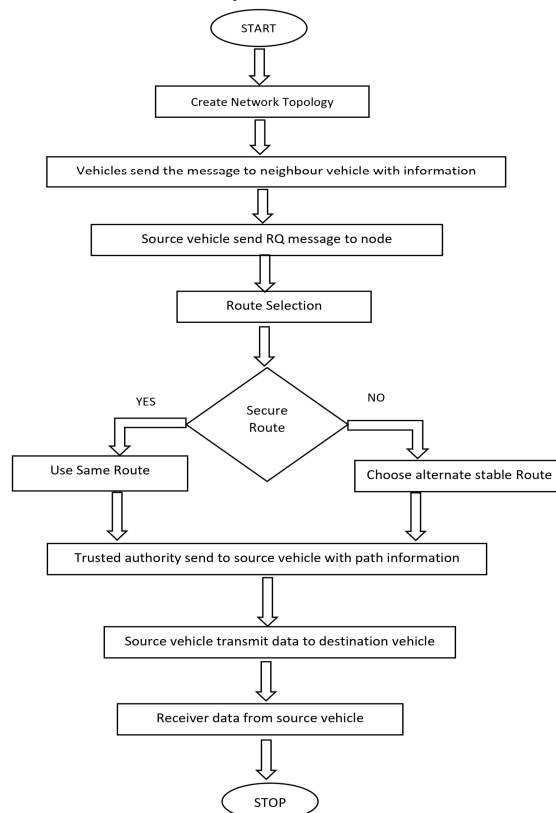 START
Create Network Topology
Vehicles send the message to neighbour vehicle with information
Source vehicle send RQ message to node
Route Selection
YES
NO
Secure
Route
Use Same Route
Choose alternate stable Route
Trusted authority send to source vehicle with path information
Source vehicle transmit data to destination vehicle
Receiver data from source vehicle
STOP